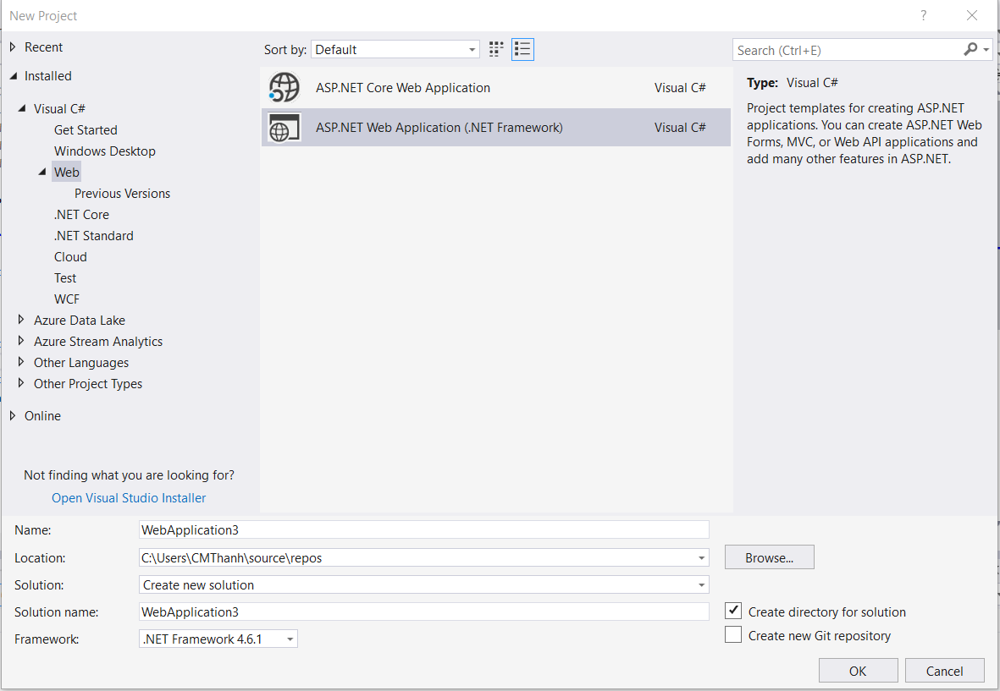 New Project
?
Recent
Installed
Visual C#
Get Started
Windows Desktop
Web
Previous Versions
.NET Core
.NET Standard
Cloud
Test
WCF
Azure Data Lake
Azure Stream Analytics
Other Languages
Other Project Types
Online
Not finding what you are looking for?
Open Visual Studio Installer
Sort by: Default
ASP.NET Core Web Application Visual C#
ASP.NET Web Application (.NET Framework) Visual C#
Search (Ctrl+E)
Type: Visual C#
Project templates for creating ASP.NET
applications. You can create ASP.NET Web
Forms, MVC, or Web API applications and
add many other features in ASP.NET.
Name: WebApplication3
Location: C:\Users\CMThanh\source\repos
Browse...
Solution: Create new solution
Solution name: WebApplication3
Create directory for solution
Framework: .NET Framework 4.6.1
Create new Git repository
OK Cancel